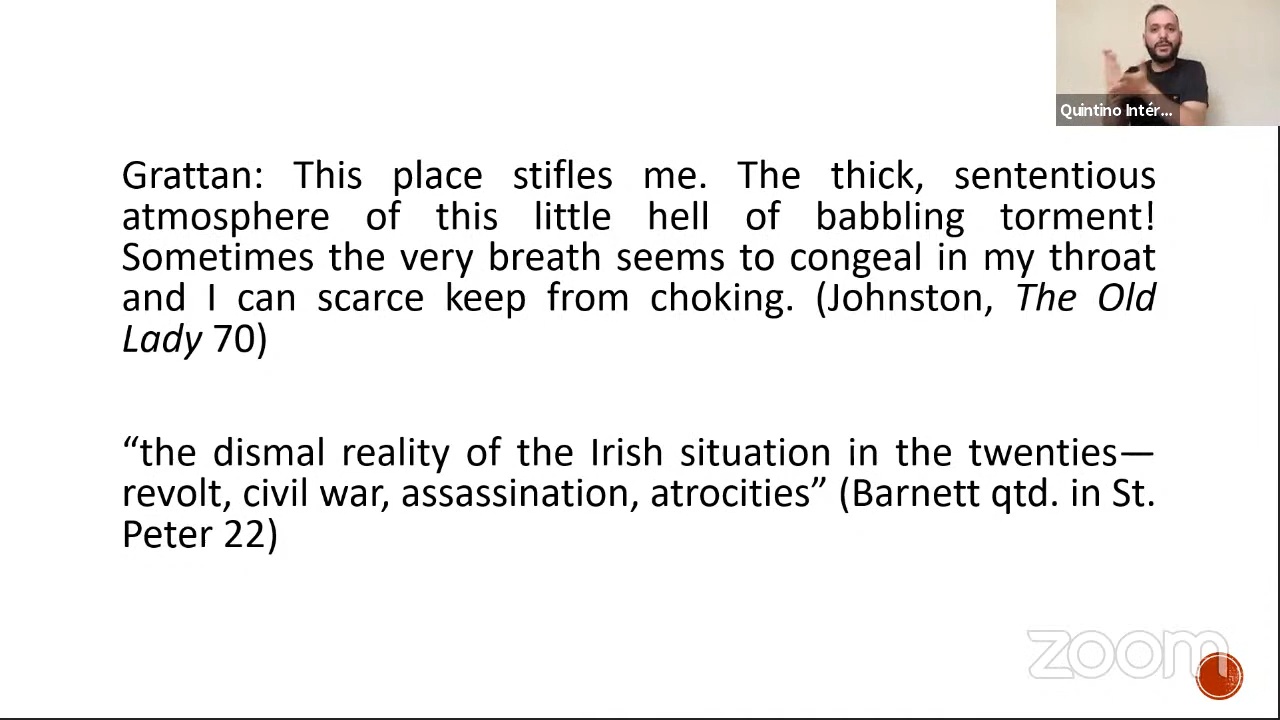 Quintino Intér...
Grattan: This place stifles me. The thick, sententious
atmosphere of this little hell of babbling torment!
Sometimes the very breath seems to congeal in my throat
and I can scarce keep from choking. (Johnston, The Old
Lady 70)
“the dismal reality of the Irish situation in the twenties—
revolt, civil war, assassination, atrocities” (Barnett qtd. in St.
Peter 22)
zoom